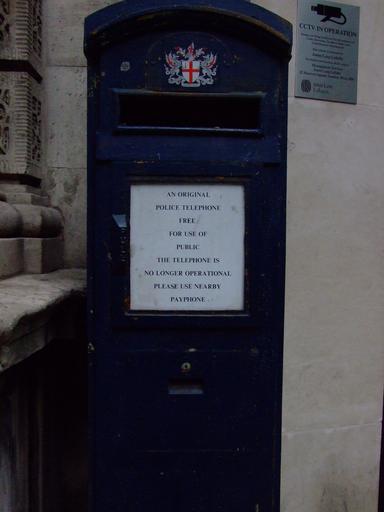 CCTV IN OPERATION
AN ORIGINAL
POLICE TELEPHONE
FREE
FOR USE OF
PUBLIC
THE TELEPHONE IS
NO LONGER OPERATIONAL
PLEASE USE NEARBY
PAYPHONE